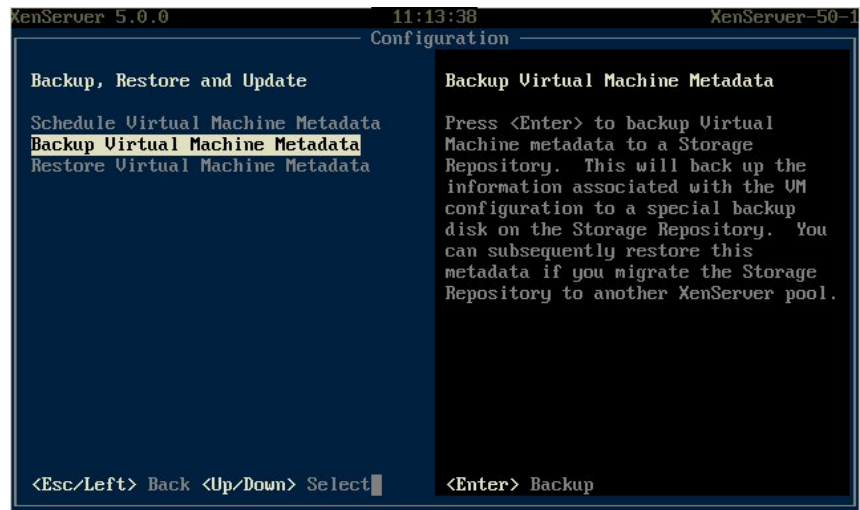 XenServer 5.0.0 11:13:38 XenServer-50-1
Configuration
Backup, Restore and Update
Schedule Virtual Machine Metadata
Backup Virtual Machine Metadata
Restore Virtual Machine Metadata
<Esc/Left> Back <Up/Down> Select
Backup Virtual Machine Metadata
Press <Enter> to backup Virtual
Machine metadata to a Storage
Repository.  This will back up the
information associated with the VM
configuration to a special backup
disk on the Storage Repository.  You
can subsequently restore this
metadata if you migrate the Storage
Repository to another XenServer pool.
<Enter> Backup